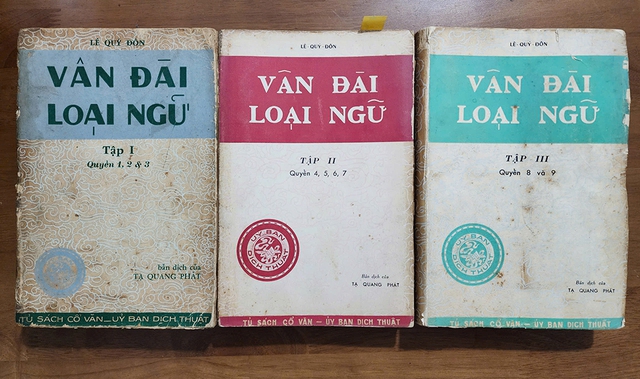 LÊ QUÝ ĐÔN
VÂN ĐÀI
LOẠI NGỮ
Tập I
Quyển 1, 2 & 3
bản dịch của
TẠ QUANG PHÁT
TỦ SÁCH CỔ VĂN_UỶ BAN DỊCH THUẬT
LÊ-QUÝ-ĐÔN
VÂN ĐÀI
LOẠI NGỮ
TẬP II
Quyển 4, 5, 6, 7
ỦY-BAN
DỊCH THUẬT
Bản dịch của
TẠ QUANG PHÁT
TỦ SÁCH CỔ VĂN – ỦY BAN DỊCH THUẬT
LÊ-QUÝ-ĐÔN
VÂN ĐÀI
LOẠI NGỮ
TẬP III
Quyển 8 và 9
ỦY-BAN
DỊCH THUẬT
Bản dịch của
TẠ QUANG PHÁT
TỦ SÁCH CỔ VĂN – ỦY BAN DỊCH THUẬT